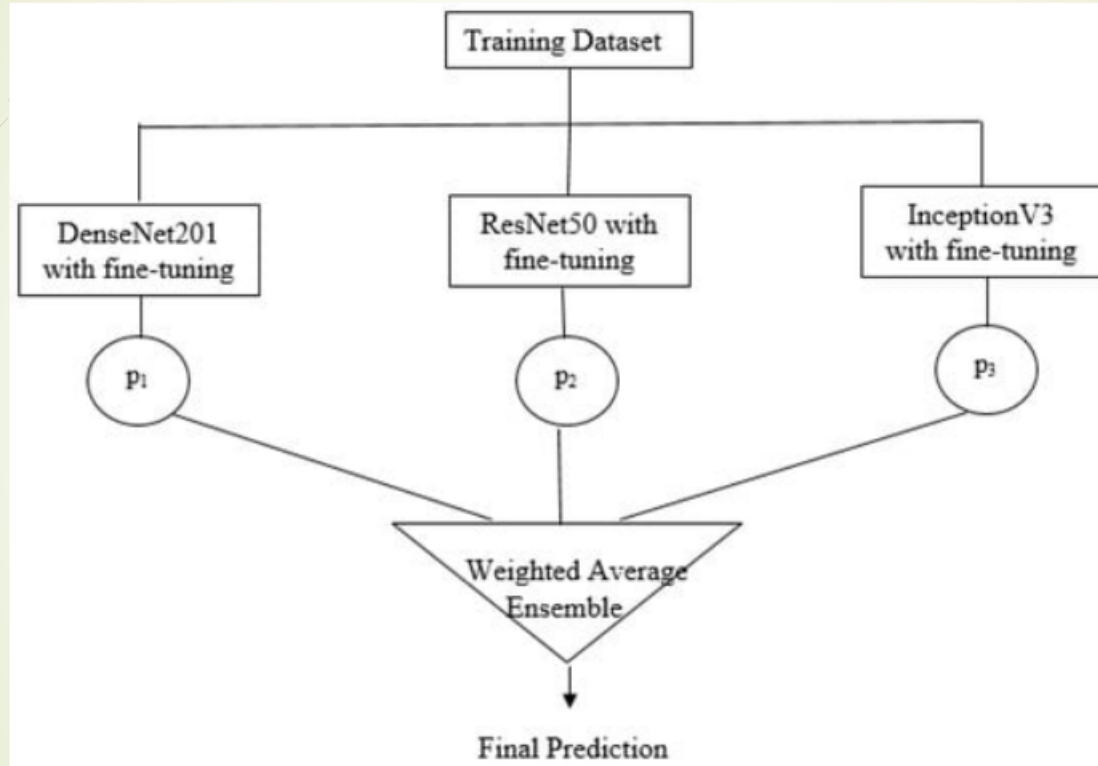 Training Dataset
DenseNet201
with fine-tuning
ResNet50 with
fine-tuning
InceptionV3
with fine-tuning
p₁
p₂
p₃
Weighted Average
Ensemble
Final Prediction